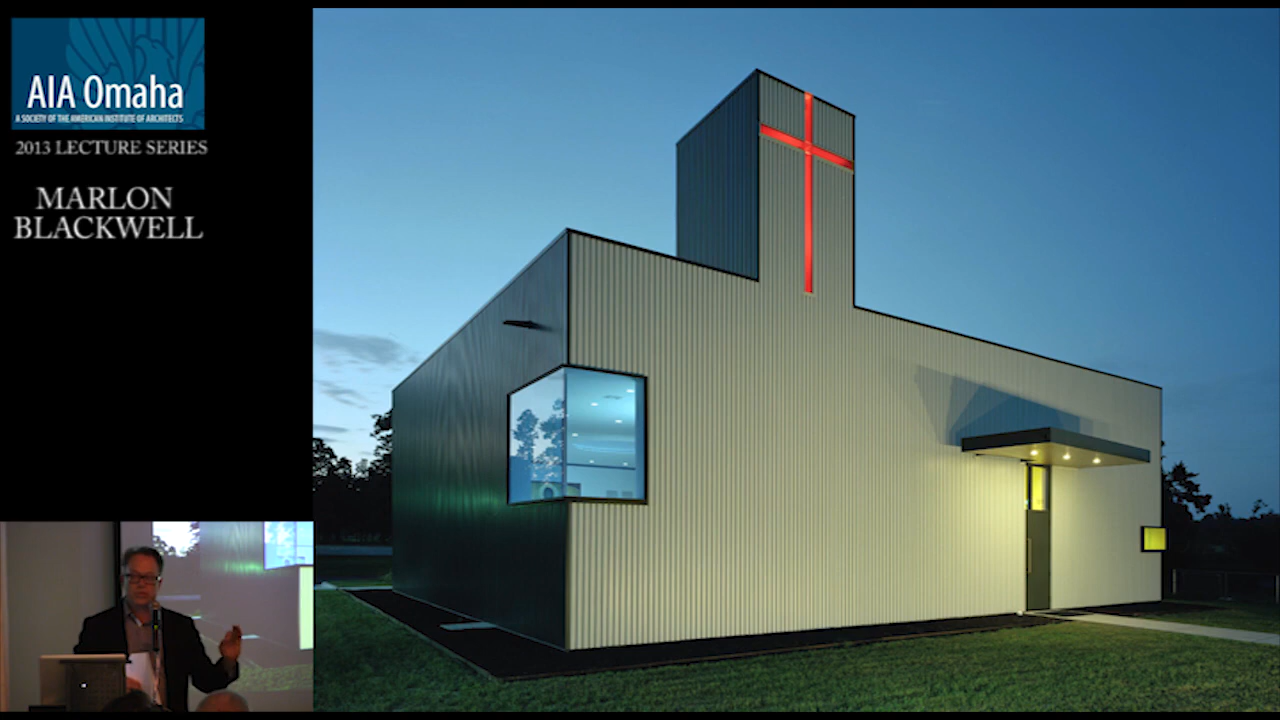 AIA Omaha
A SOCIETY OF THE AMERICAN INSTITUTE OF ARCHITECTS
2013 LECTURE SERIES
MARLON
BLACKWELL